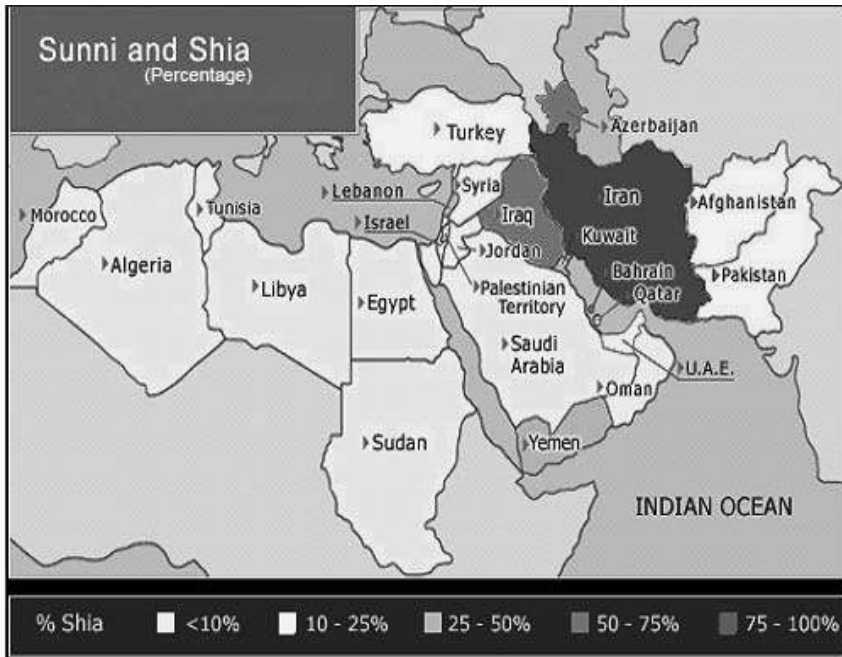 Sunni and Shia
(Percentage)
Turkey
Azerbaijan
Lebanon
Syria
Iran
Afghanistan
Morocco
Tunisia
Israel
Iraq
Kuwait
Jordan
Algeria
Libya
Egypt
Palestinian
Territory
Bahrain
Qatar
Pakistan
Saudi
Arabia
U.A.E.
Oman
Sudan
Yemen
INDIAN OCEAN
% Shia <10% 10 - 25% 25 - 50% 50 - 75% 75 - 100%